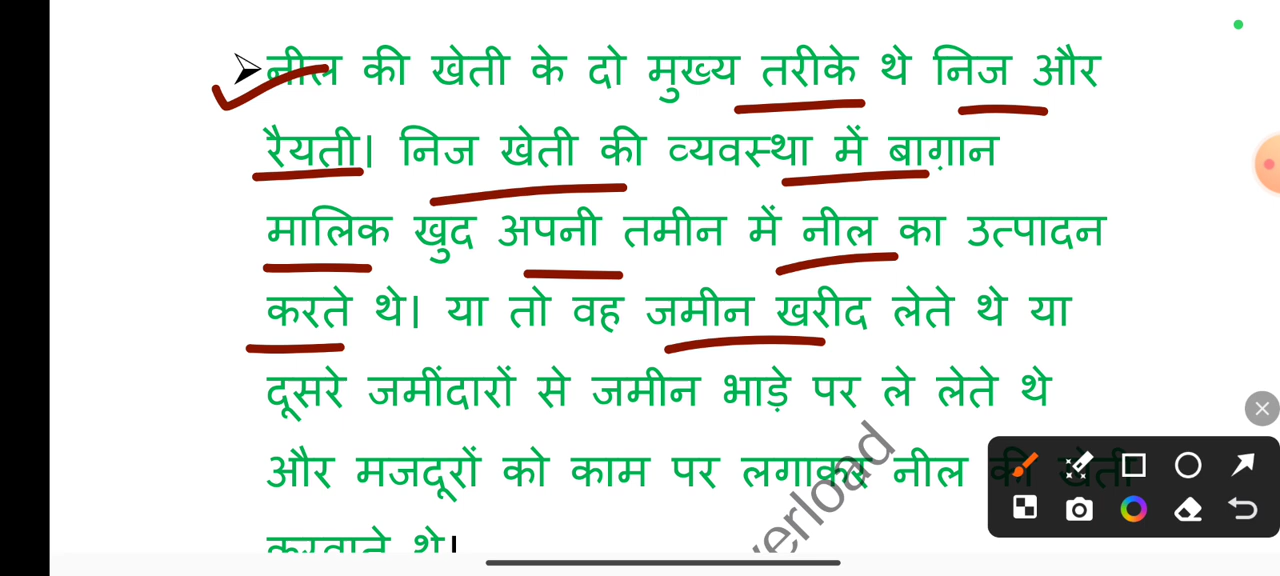 नील की खेती के दो मुख्य तरीके थे निज और
रैयती। निज खेती की व्यवस्था में बाग़ान
मालिक खुद अपनी तमीन में नील का उत्पादन
करते थे। या तो वह जमीन खरीद लेते थे या
दूसरे जमींदारों से जमीन भाड़े पर ले लेते थे
और मजदूरों को काम पर लगाकर नील की खेती
करवाते थे।
erload